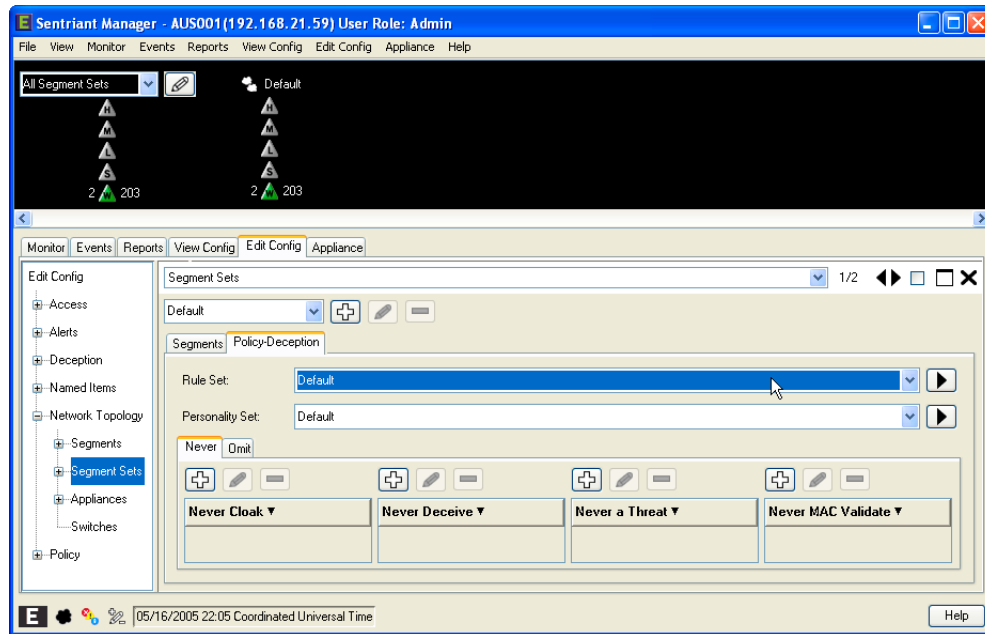 E Sentriant Manager - AUS001(192.168.21.59) User Role: Admin
File View Monitor Events Reports View Config Edit Config Appliance Help
All Segment Sets Default
H H
M M
L L
S S
2 W 203 2 W 203
Monitor Events Reports View Config Edit Config Appliance
Edit Config
Access
Alerts
Deception
Named Items
Network Topology
Segments
Segment Sets
Appliances
Switches
Policy
Segment Sets 1/2
Default
Segments Policy-Deception
Rule Set: Default
Personality Set: Default
Never Omit
Never Cloak ▼ Never Deceive ▼ Never a Threat ▼ Never MAC Validate ▼
E 05/16/2005 22:05 Coordinated Universal Time Help